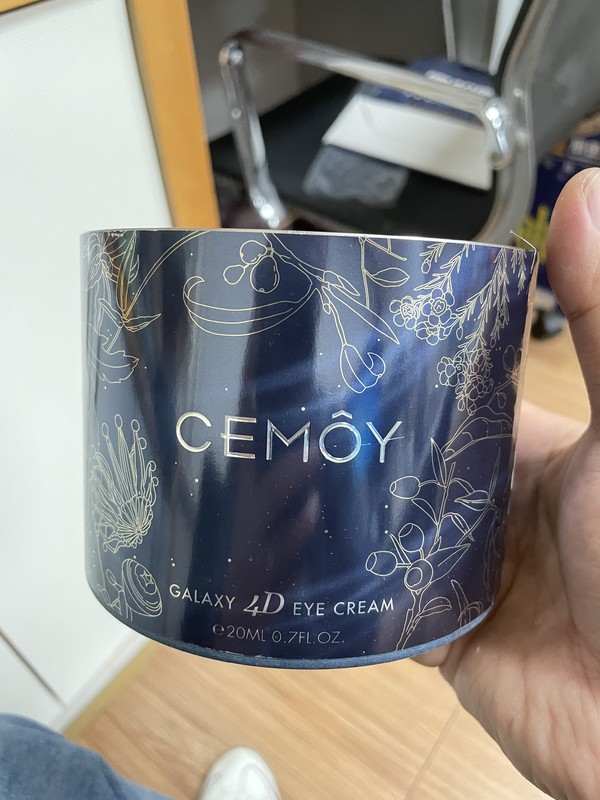 CEMÔY
GALAXY 4D EYE CREAM
℮20ML 0.7FL.OZ.